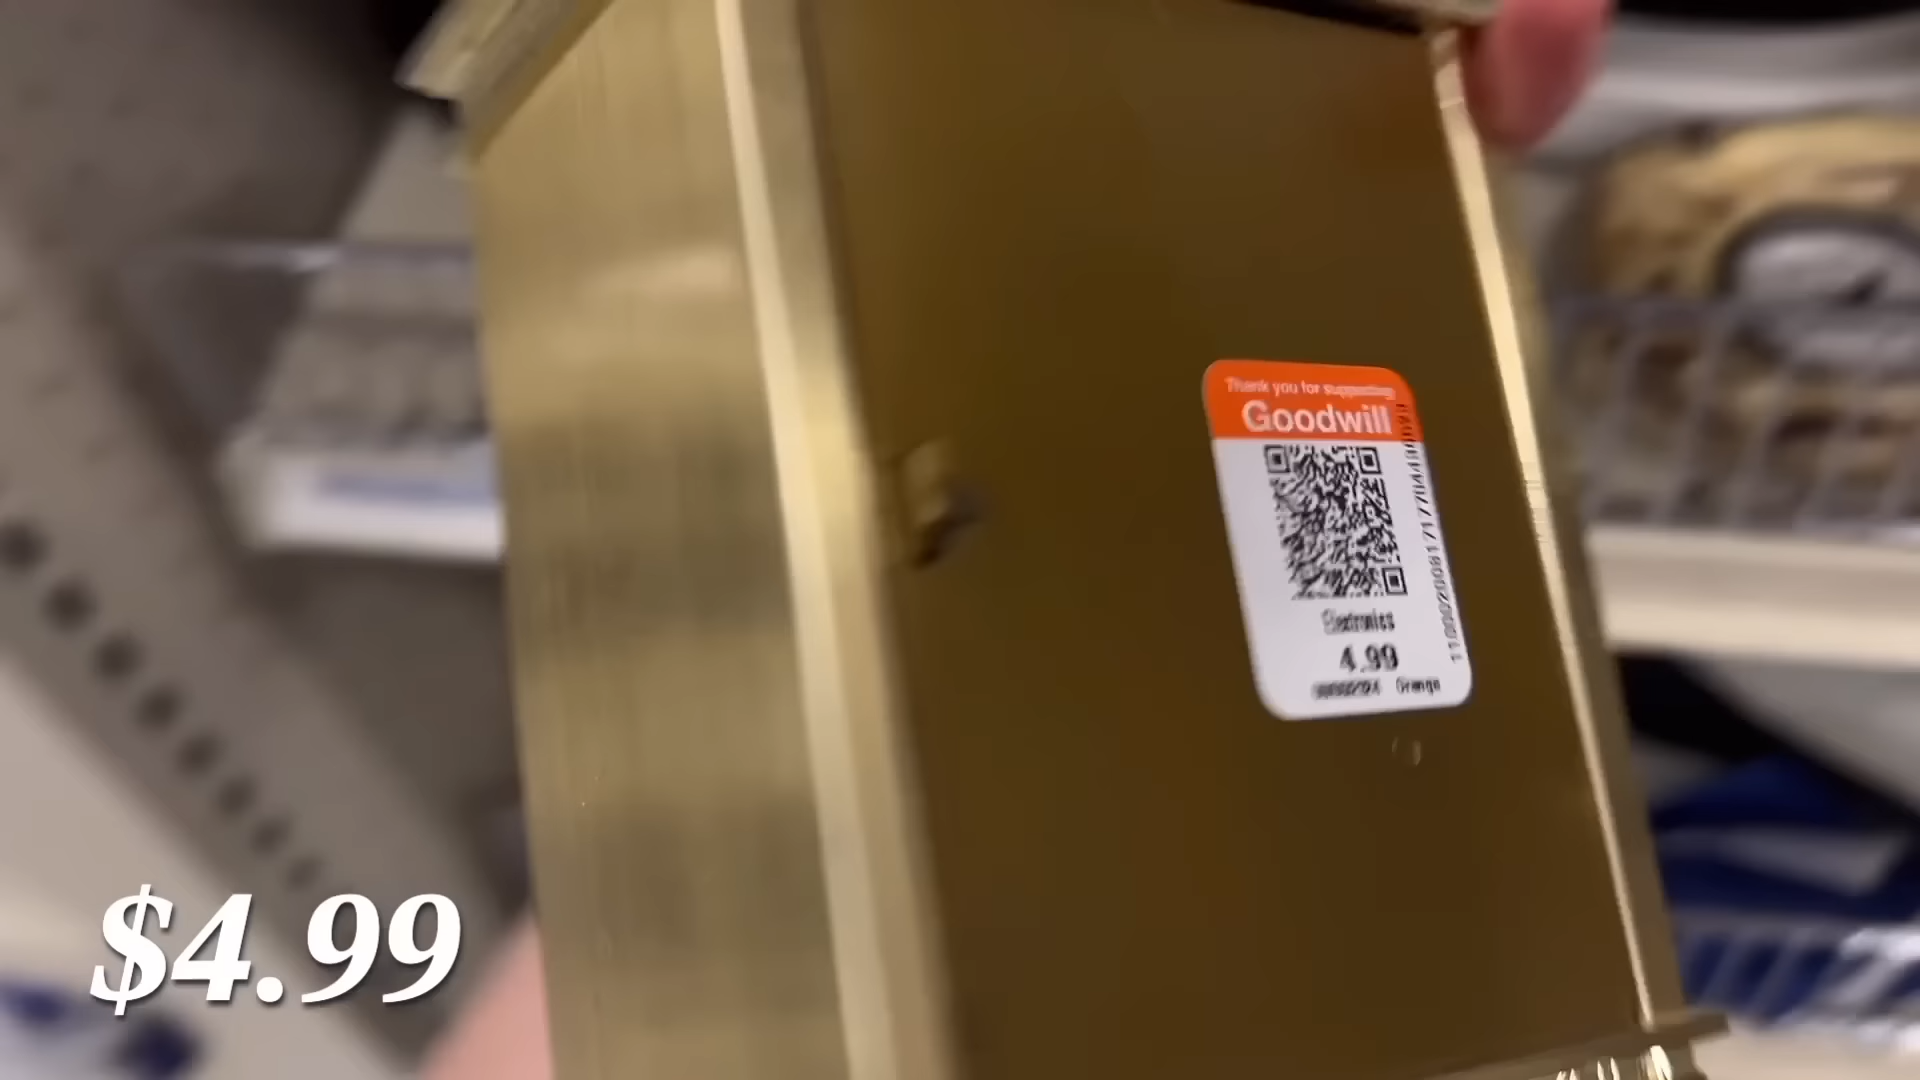 Thank you for supporting
Goodwill
Electronics
4.99
Orange
$4.99